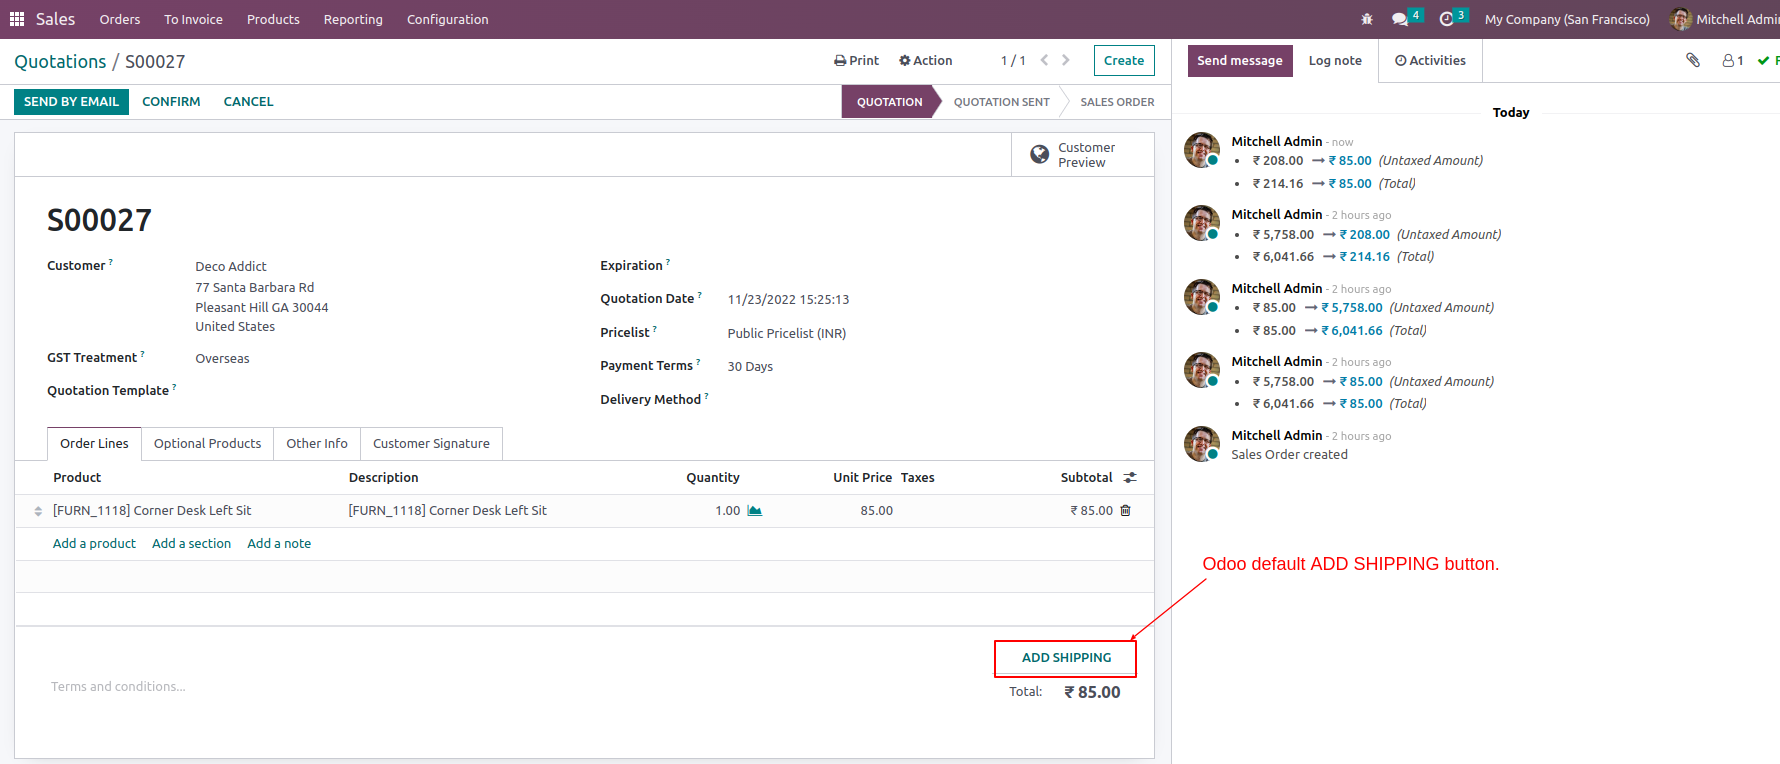 Sales Orders To Invoice Products Reporting Configuration 4 3 My Company (San Francisco) Mitchell Admin
Quotations / S00027 Print Action 1 / 1 Create
SEND BY EMAIL CONFIRM CANCEL QUOTATION QUOTATION SENT SALES ORDER
Customer
Preview
S00027
Customer ? Deco Addict
77 Santa Barbara Rd
Pleasant Hill GA 30044
United States
GST Treatment ? Overseas
Quotation Template ?
Expiration ?
Quotation Date ? 11/23/2022 15:25:13
Pricelist ? Public Pricelist (INR)
Payment Terms ? 30 Days
Delivery Method ?
Order Lines Optional Products Other Info Customer Signature
Product Description Quantity Unit Price Taxes Subtotal
[FURN_1118] Corner Desk Left Sit [FURN_1118] Corner Desk Left Sit 1.00 85.00 ₹ 85.00
Add a product Add a section Add a note
ADD SHIPPING
Terms and conditions...
Total: ₹ 85.00
Send message Log note Activities 1 F
Today
Mitchell Admin - now
• ₹ 208.00 → ₹ 85.00 (Untaxed Amount)
• ₹ 214.16 → ₹ 85.00 (Total)
Mitchell Admin - 2 hours ago
• ₹ 5,758.00 → ₹ 208.00 (Untaxed Amount)
• ₹ 6,041.66 → ₹ 214.16 (Total)
Mitchell Admin - 2 hours ago
• ₹ 85.00 → ₹ 5,758.00 (Untaxed Amount)
• ₹ 85.00 → ₹ 6,041.66 (Total)
Mitchell Admin - 2 hours ago
• ₹ 5,758.00 → ₹ 85.00 (Untaxed Amount)
• ₹ 6,041.66 → ₹ 85.00 (Total)
Mitchell Admin - 2 hours ago
Sales Order created
Odoo default ADD SHIPPING button.